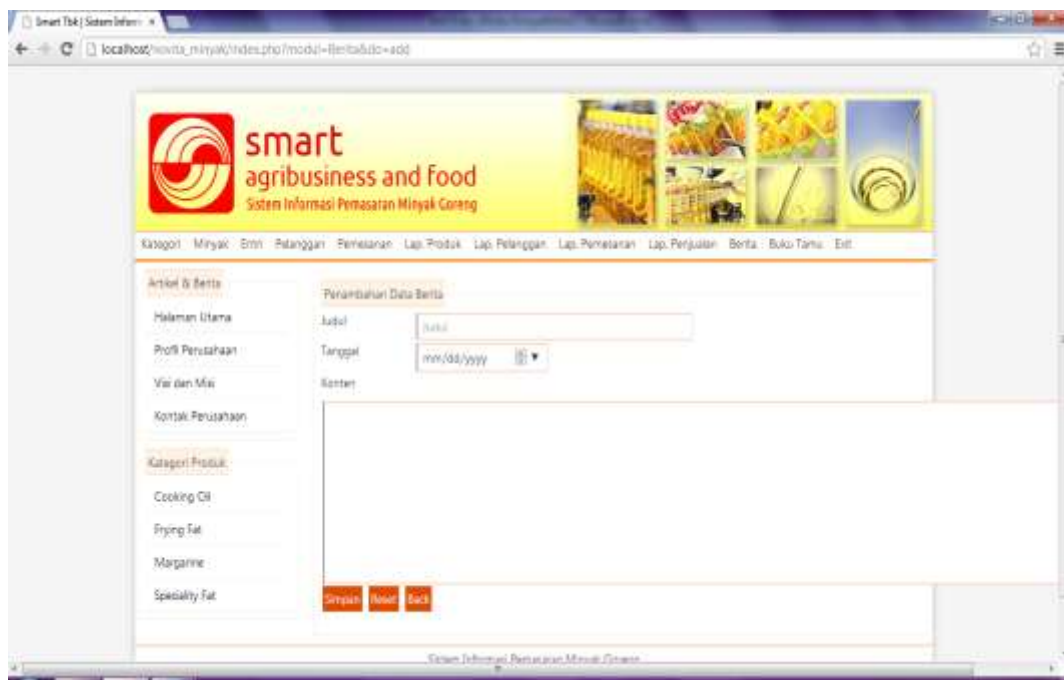 Smart Tbk | Sistem Inform
localhost/novita_minyak/index.php?modul=Berita&do=add
smart
agribusiness and food
Sistem Informasi Pemasaran Minyak Goreng
Kategori Minyak Entri Pelanggan Pemesanan Lap. Produk Lap. Pelanggan Lap. Pemesanan Lap. Penjualan Berita Buku Tamu Exit
Artikel & Berita
Halaman Utama
Profil Perusahaan
Visi dan Misi
Kontak Perusahaan
Kategori Produk
Cooking Oil
Frying Fat
Margarine
Speciality Fat
Penambahan Data Berita
Judul
Judul
Tanggal
mm/dd/yyyy
Konten
Simpan Reset Back
Sistem Informasi Pemasaran Minyak Goreng